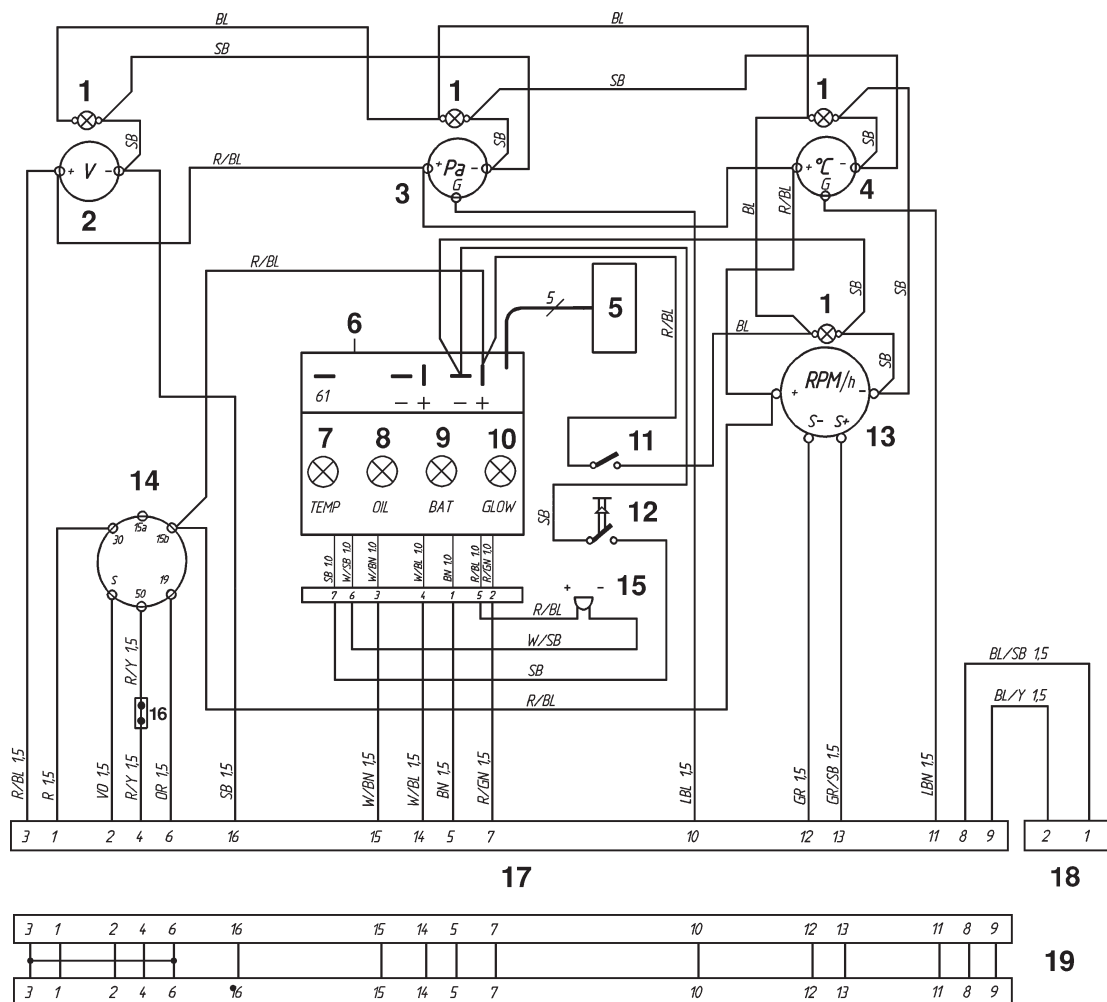 BL
BL
SB
SB
1
1
1
SB
SB
SB
+ V -
+ Pa -
G
+ °C -
G
R/BL
2
3
4
BL
R/BL
R/BL
SB
SB
5
5
R/BL
1
6
BL
SB
61
- + - +
RPM/h
+ -
S- S+
13
7 8 9 10
11
TEMP OIL BAT GLOW
14
15a
30
15b
S
19
50
SB
12
SB 1.0
W/SB 1.0
W/BN 1.0
W/BL 1.0
BN 1.0
R/BL 1.0
R/GN 1.0
7 6 3 4 1 5 2
+ -
15
R/BL
W/SB
SB
R/BL
R/Y 1,5
16
BL/SB 1,5
BL/Y 1,5
R/BL 1,5
R 1,5
VO 1,5
R/Y 1,5
OR 1,5
SB 1.5
W/BN 1,5
W/BL 1,5
BN 1,5
R/GN 1,5
LBL 1,5
GR 1,5
GR/SB 1,5
LBN 1,5
3 1 2 4 6 16 15 14 5 7 10 12 13 11 8 9
2 1
17
18
3 1 2 4 6 16 15 14 5 7 10 12 13 11 8 9
19
3 1 2 4 6 16 15 14 5 7 10 12 13 11 8 9